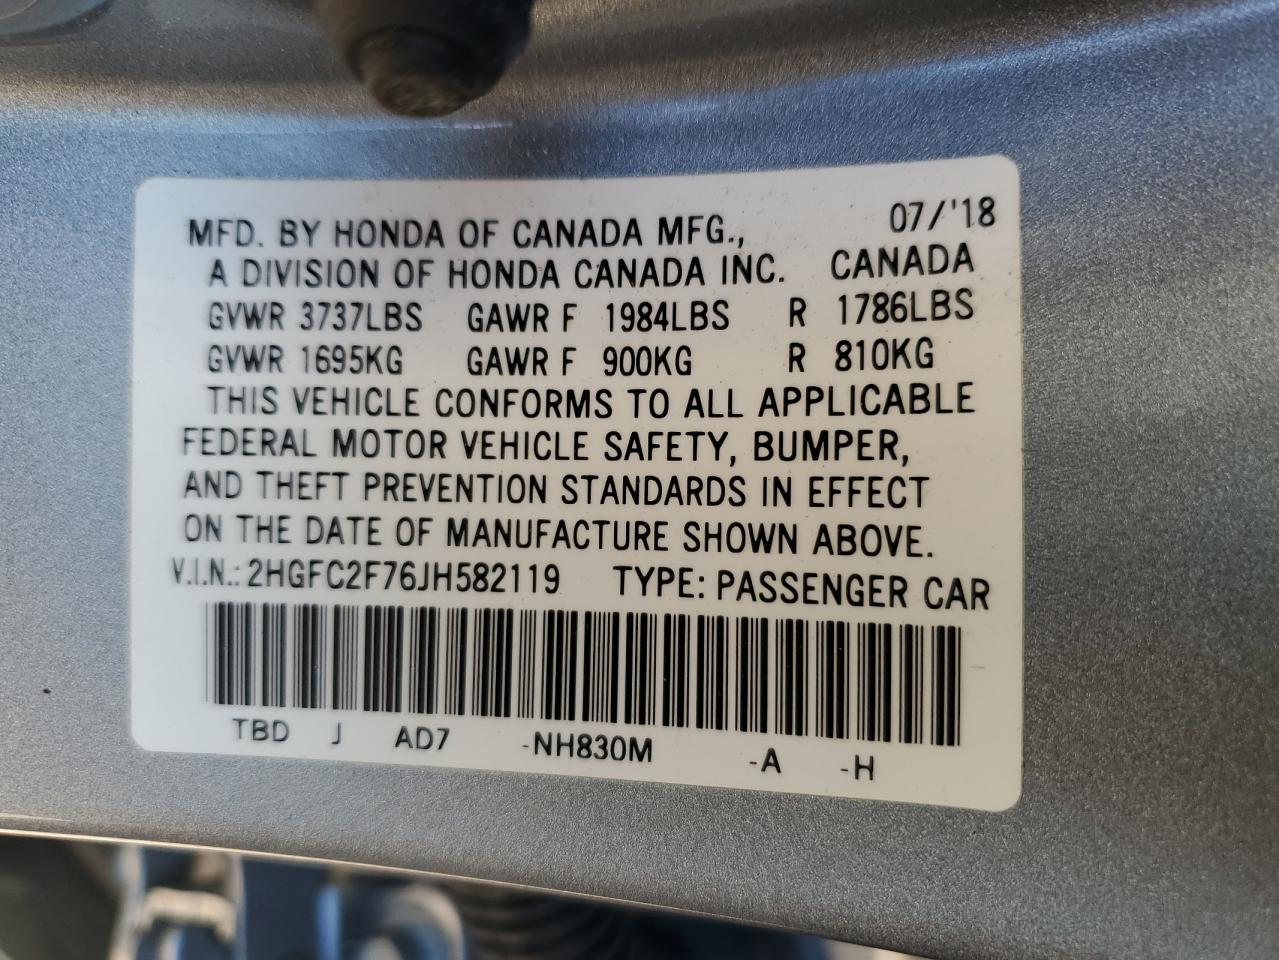 07/'18
MFD. BY HONDA OF CANADA MFG.,
A DIVISION OF HONDA CANADA INC. CANADA
GVWR 3737LBS GAWR F 1984LBS R 1786LBS
GVWR 1695KG GAWR F 900KG R 810KG
THIS VEHICLE CONFORMS TO ALL APPLICABLE
FEDERAL MOTOR VEHICLE SAFETY, BUMPER,
AND THEFT PREVENTION STANDARDS IN EFFECT
ON THE DATE OF MANUFACTURE SHOWN ABOVE.
V.I.N.: 2HGFC2F76JH582119 TYPE: PASSENGER CAR
TBD J AD7 -NH830M -A -H